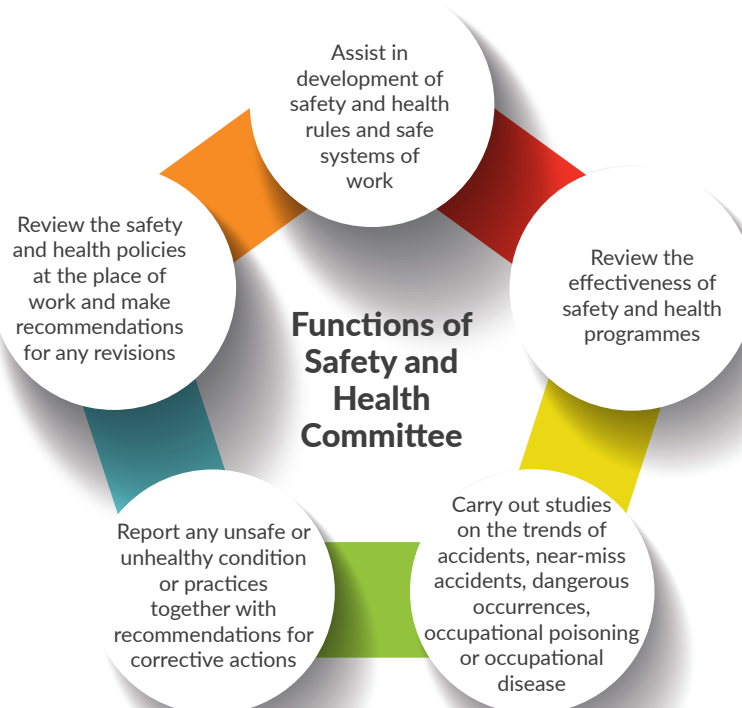 Assist in
development of
safety and health
rules and safe
systems of
work
Review the
effectiveness of
safety and health
programmes
Carry out studies
on the trends of
accidents, near-miss
accidents, dangerous
occurrences,
occupational poisoning
or occupational
disease
Report any unsafe or
unhealthy condition
or practices
together with
recommendations for
corrective actions
Review the safety
and health policies
at the place of
work and make
recommendations
for any revisions
Functions of
Safety and
Health
Committee